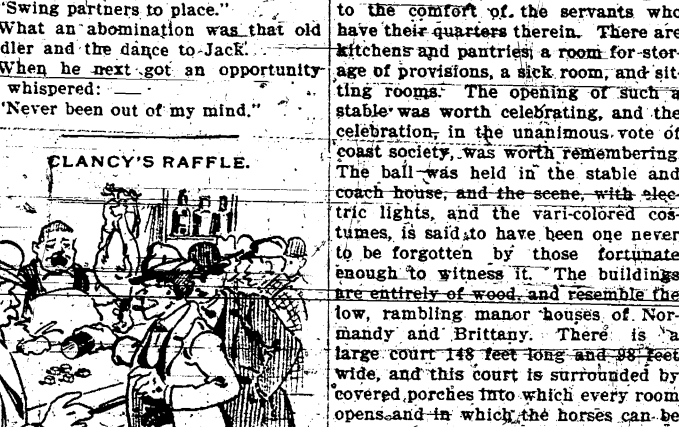 "Swing partners to place."
What an abomination was that old
dler and the dance to Jack.
When he next got an opportunity
whispered:
"Never been out of my mind."
CLANCY'S RAFFLE.
to the comfort of the servants who
have their quarters therein. There are
kitchens and pantries, a room for stor-
age of provisions, a sick room, and sit-
ting rooms. The opening of such a
stable was worth celebrating, and the
celebration, in the unanimous vote of
coast society, was worth remembering.
The ball was held in the stable and
coach house, and the scene, with elec-
tric lights, and the vari-colored cos-
tumes, is said to have been one never
to be forgotten by those fortunate
enough to witness it. The buildings
are entirely of wood, and resemble the
low, rambling manor houses of Nor-
mandy and Brittany. There is a
large court 148 feet long and 98 feet
wide, and this court is surrounded by
covered porches into which every room
opens and in which the horses can be